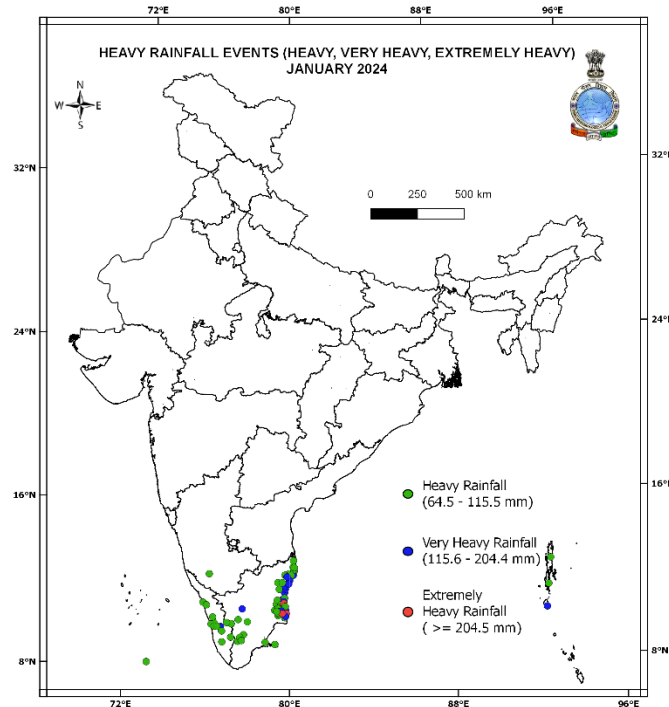 72°E 80°E 88°E 96°E
HEAVY RAINFALL EVENTS (HEAVY, VERY HEAVY, EXTREMELY HEAVY)
JANUARY 2024
N
W E
S
32°N 32°N
0 250 500 km
24°N 24°N
16°N 16°N
Heavy Rainfall
(64.5 - 115.5 mm)
Very Heavy Rainfall
(115.6 - 204.4 mm)
Extremely
Heavy Rainfall
( >= 204.5 mm)
8°N 8°N
72°E 80°E 88°E 96°E